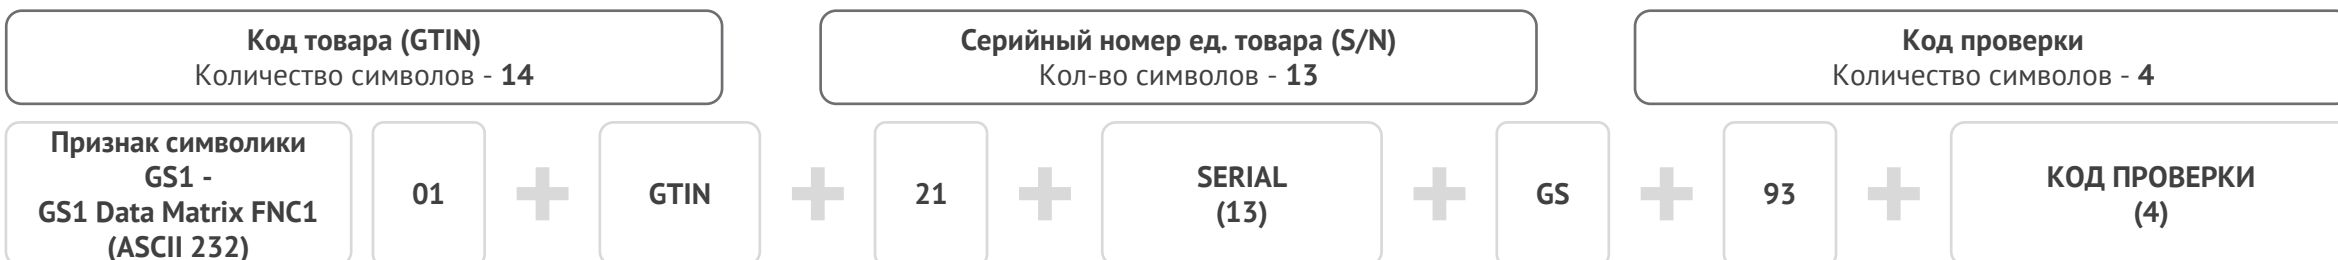 Код товара (GTIN)
Количество символов - 14
Серийный номер ед. товара (S/N)
Кол-во символов - 13
Код проверки
Количество символов - 4
Признак символики
GS1 -
GS1 Data Matrix FNC1
(ASCII 232)
01
GTIN
21
SERIAL
(13)
GS
93
КОД ПРОВЕРКИ
(4)